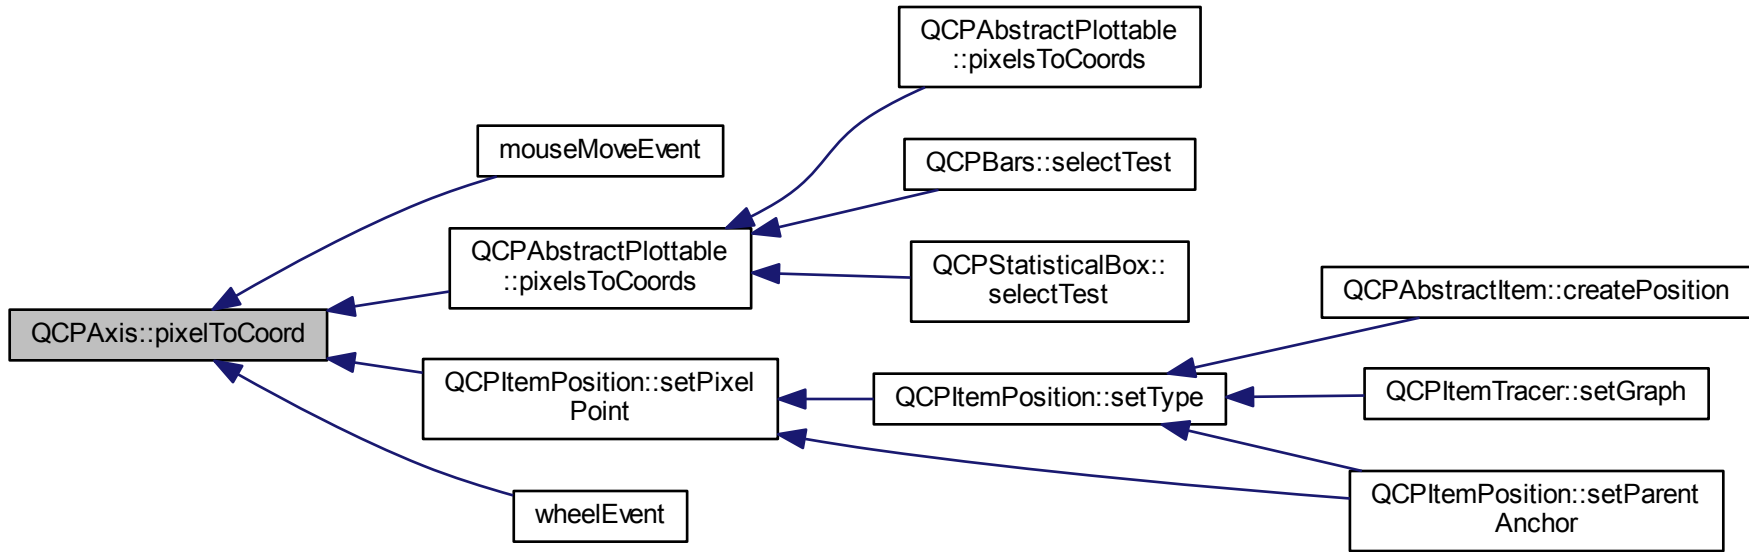 QCPAbstractPlottable
::pixelsToCoords
mouseMoveEvent
QCPBars::selectTest
QCPAbstractPlottable
::pixelsToCoords
QCPStatisticalBox::
selectTest
QCPAbstractItem::createPosition
QCPAxis::pixelToCoord
QCPItemPosition::setPixel
Point
QCPItemPosition::setType
QCPItemTracer::setGraph
wheelEvent
QCPItemPosition::setParent
Anchor